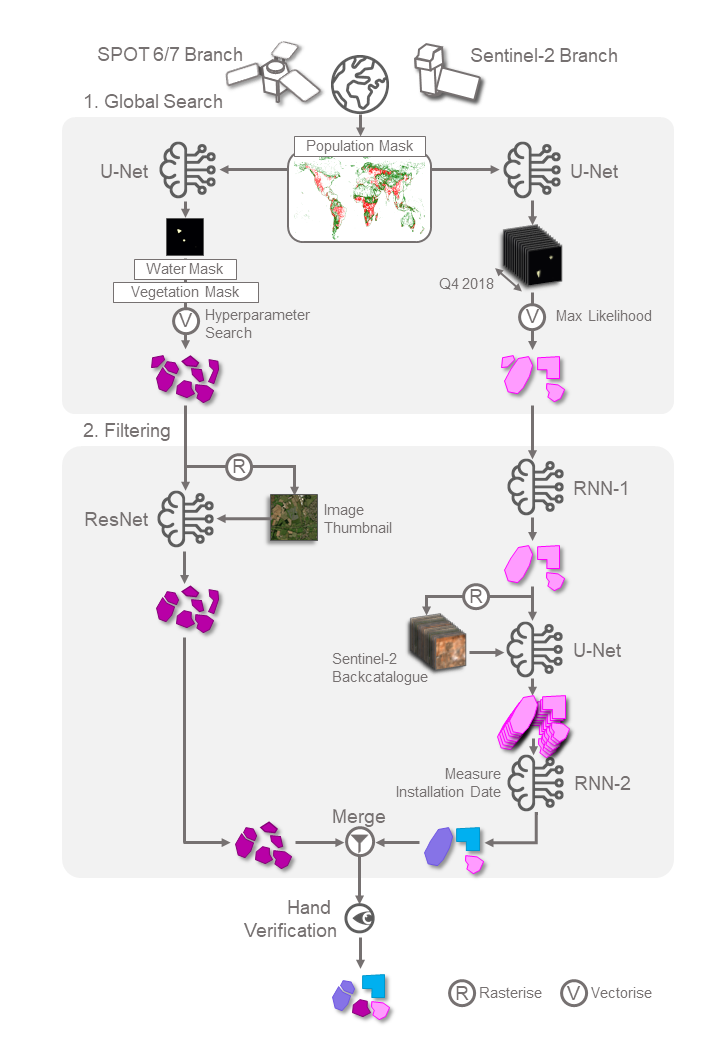 SPOT 6/7 Branch
Sentinel-2 Branch
1. Global Search
Population Mask
U-Net
U-Net
Water Mask
Vegetation Mask
Q4 2018
V
Hyperparameter
Search
V
Max Likelihood
2. Filtering
R
RNN-1
ResNet
Image
Thumbnail
R
Sentinel-2
Backcatalogue
U-Net
Measure
Installation Date
RNN-2
Merge
Hand
Verification
R
Rasterise
V
Vectorise